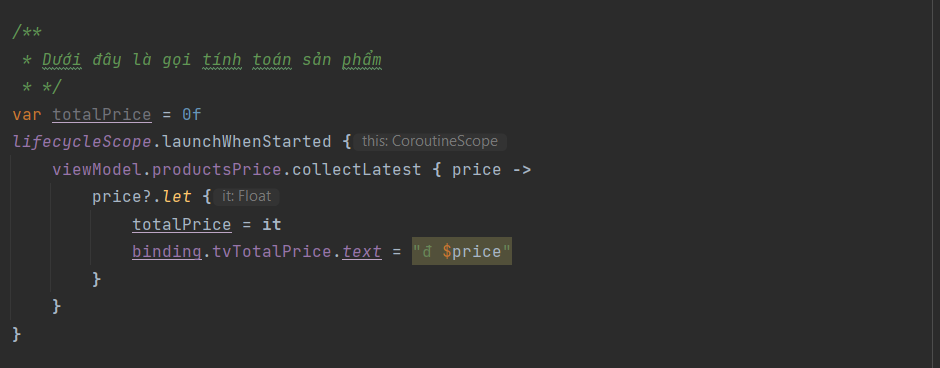 /**
* Dưới đây là gọi tính toán sản phẩm
* */
var totalPrice = 0f
lifecycleScope.launchWhenStarted { this: CoroutineScope
viewModel.productsPrice.collectLatest { price ->
price?.let { it: Float
totalPrice = it
binding.tvTotalPrice.text = "đ $price"
}
}
}